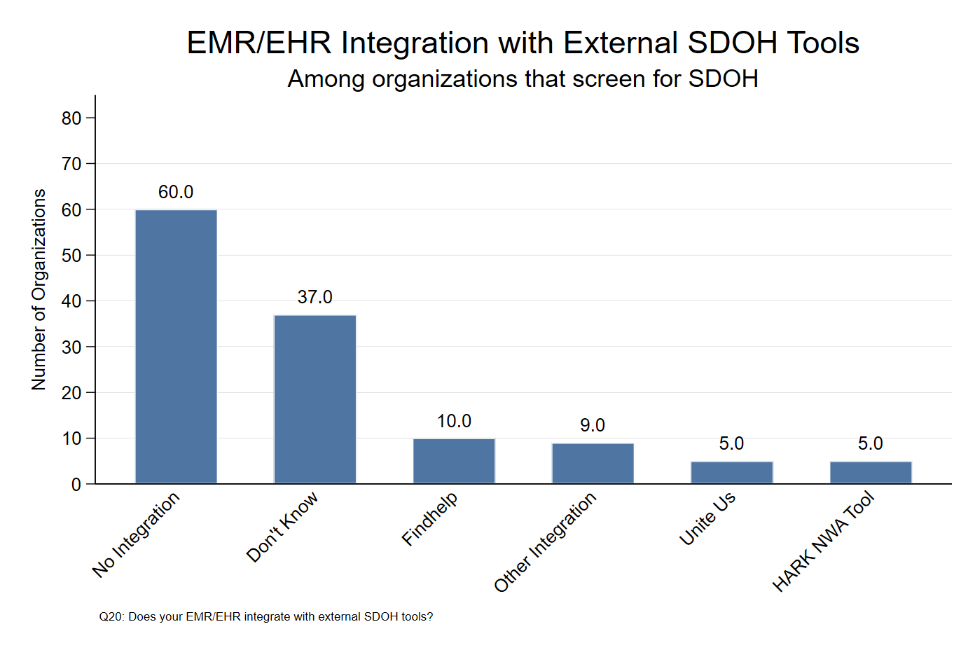 EMR/EHR Integration with External SDOH Tools
Among organizations that screen for SDOH
Number of Organizations
80
70
60
50
40
30
20
10
0
60.0
37.0
10.0
9.0
5.0
5.0
No Integration
Don't Know
Findhelp
Other Integration
Unite Us
HARK NWA Tool
Q20: Does your EMR/EHR integrate with external SDOH tools?